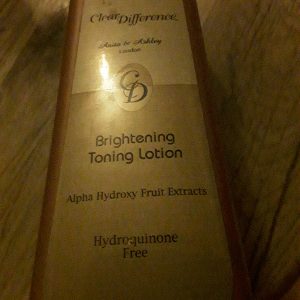 Clear Difference
Anita & Ashley
London
CD
Brightening
Toning Lotion
Alpha Hydroxy Fruit Extracts
Hydroquinone
Free